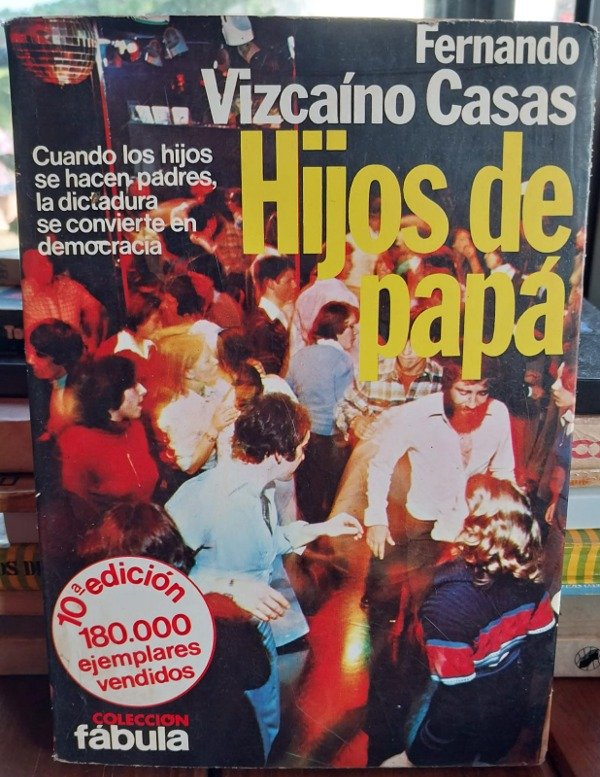 Fernando
Vizcaíno Casas
Hijos de
papá
Cuando los hijos
se hacen padres,
la dictadura
se convierte en
democracia
10ª edición
180.000
ejemplares
vendidos
COLECCIÓN
fábula